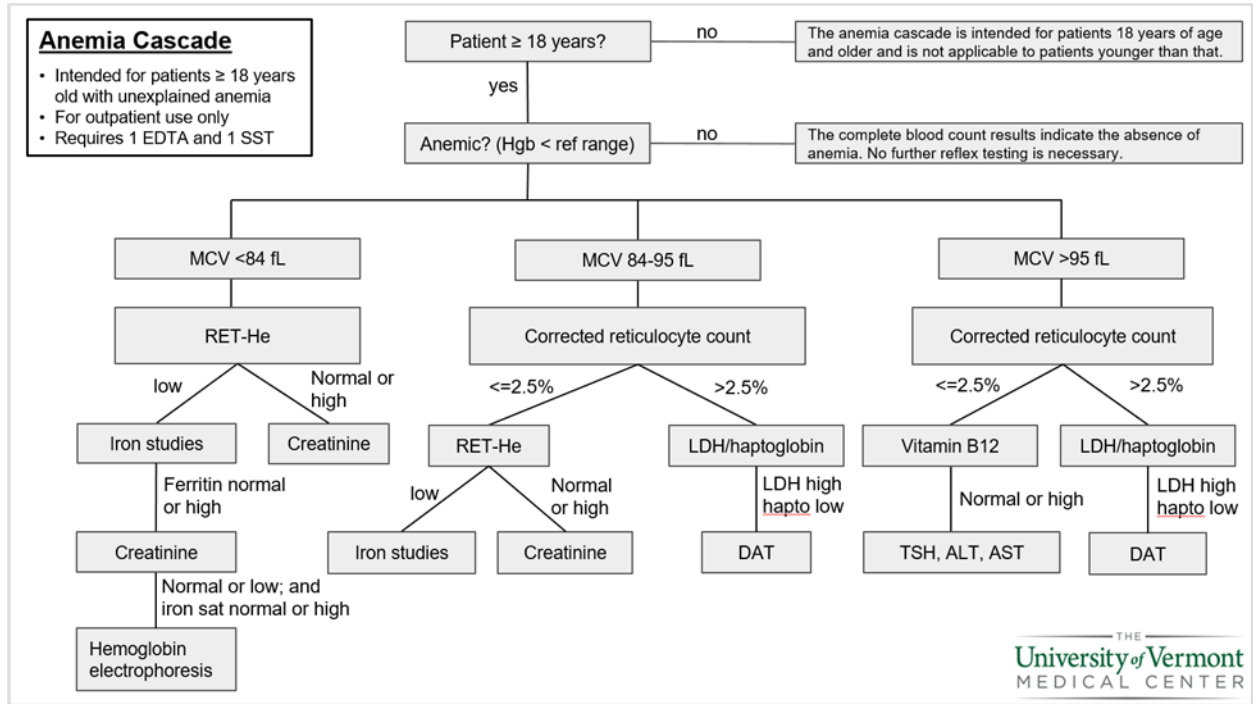 Anemia Cascade
• Intended for patients ≥ 18 years
old with unexplained anemia
• For outpatient use only
• Requires 1 EDTA and 1 SST
Patient ≥ 18 years?
no
The anemia cascade is intended for patients 18 years of age
and older and is not applicable to patients younger than that.
yes
Anemic? (Hgb < ref range)
no
The complete blood count results indicate the absence of
anemia. No further reflex testing is necessary.
MCV <84 fL
MCV 84-95 fL
MCV >95 fL
RET-He
Corrected reticulocyte count
Corrected reticulocyte count
low
Normal or
high
<=2.5%
>2.5%
<=2.5%
>2.5%
Iron studies
Creatinine
RET-He
LDH/haptoglobin
Vitamin B12
LDH/haptoglobin
Ferritin normal
or high
low
Normal
or high
LDH high
hapto low
Normal or high
LDH high
hapto low
Creatinine
Iron studies
Creatinine
DAT
TSH, ALT, AST
DAT
Normal or low; and
iron sat normal or high
Hemoglobin
electrophoresis
THE
University of Vermont
MEDICAL CENTER